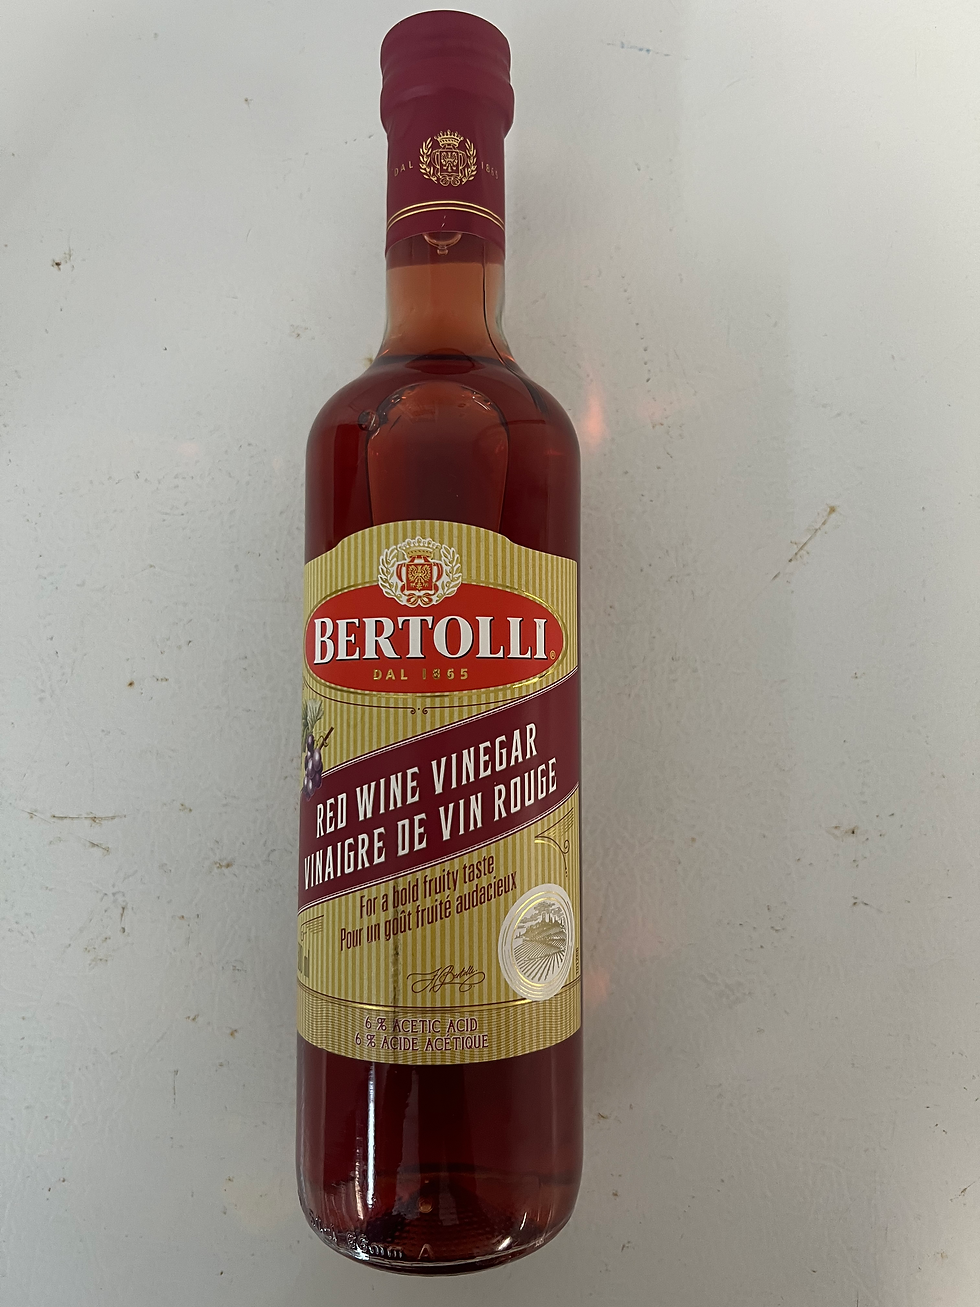 DAL 1865
BERTOLLI®
DAL 1865
RED WINE VINEGAR
VINAIGRE DE VIN ROUGE
For a bold fruity taste
Pour un goût fruité audacieux
6 % ACETIC ACID
6 % ACIDE ACÉTIQUE